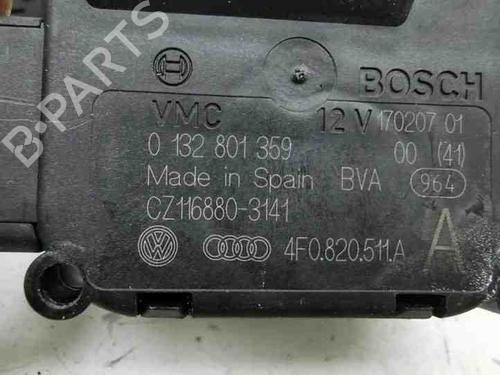 B-PARTS
BOSCH
VMC 12 V 170207 01
0 132 801 359 00 (41)
Made in Spain BVA 964
CZ116880-3141
4F0.820.511.A A